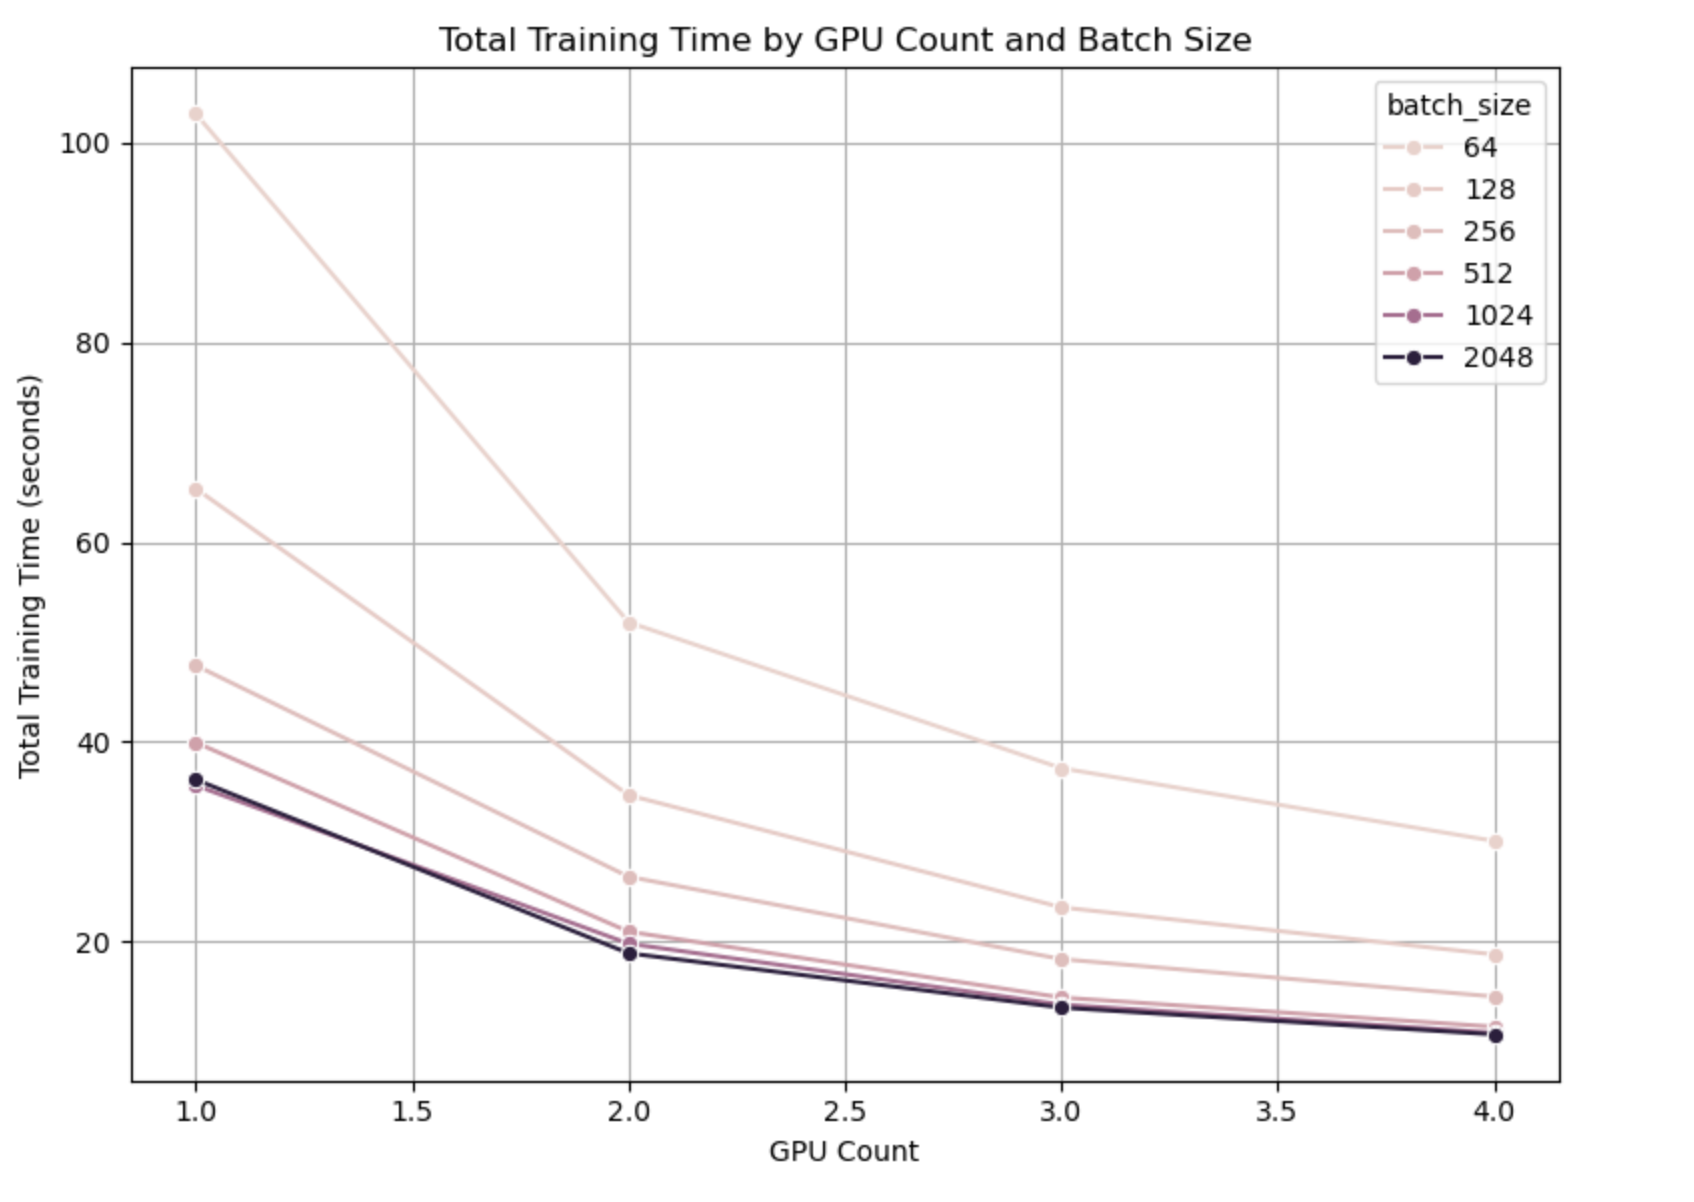 Total Training Time by GPU Count and Batch Size
Total Training Time (seconds)
100
80
60
40
20
batch_size
64
128
256
512
1024
2048
1.0 1.5 2.0 2.5 3.0 3.5 4.0
GPU Count